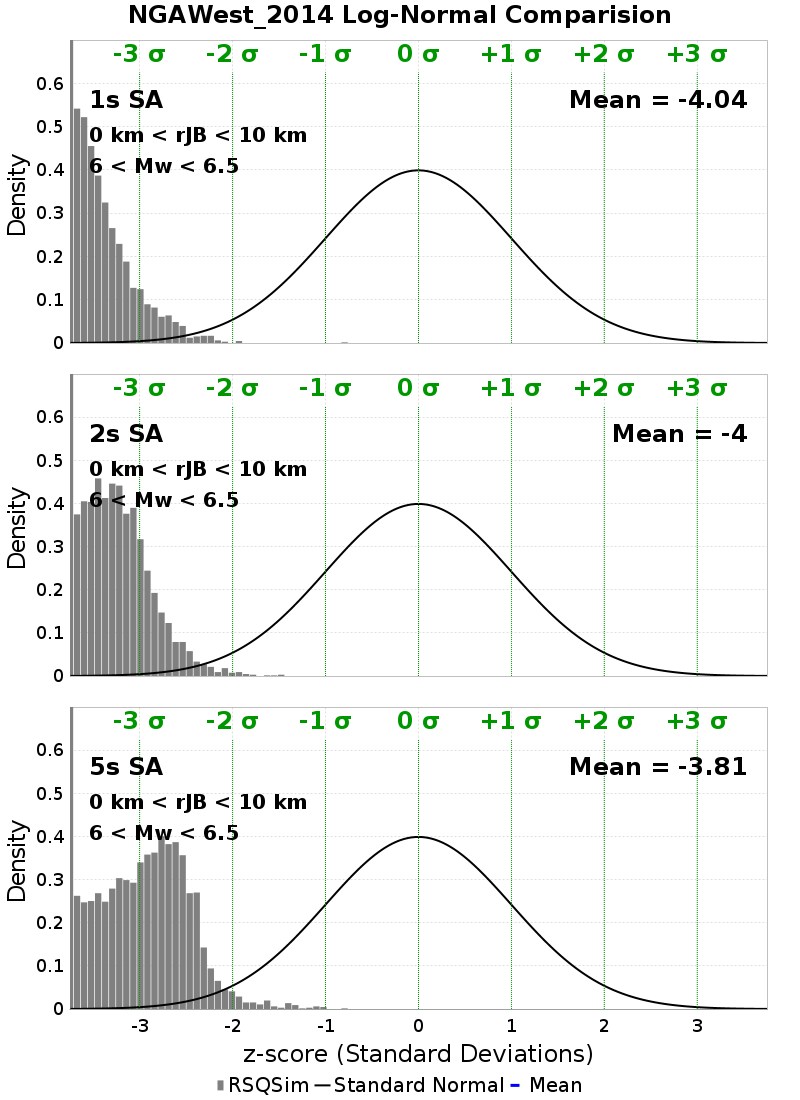 NGAWest_2014 Log-Normal Comparision
-3 σ -2 σ -1 σ 0 σ +1 σ +2 σ +3 σ
1s SA Mean = -4.04
0 km < rJB < 10 km
6 < Mw < 6.5
Density
0.6
0.5
0.4
0.3
0.2
0.1
0
-3 σ -2 σ -1 σ 0 σ +1 σ +2 σ +3 σ
2s SA Mean = -4
0 km < rJB < 10 km
6 < Mw < 6.5
Density
0.6
0.5
0.4
0.3
0.2
0.1
0
-3 σ -2 σ -1 σ 0 σ +1 σ +2 σ +3 σ
5s SA Mean = -3.81
0 km < rJB < 10 km
6 < Mw < 6.5
Density
0.6
0.5
0.4
0.3
0.2
0.1
0
-3 -2 -1 0 1 2 3
z-score (Standard Deviations)
RSQSim Standard Normal Mean